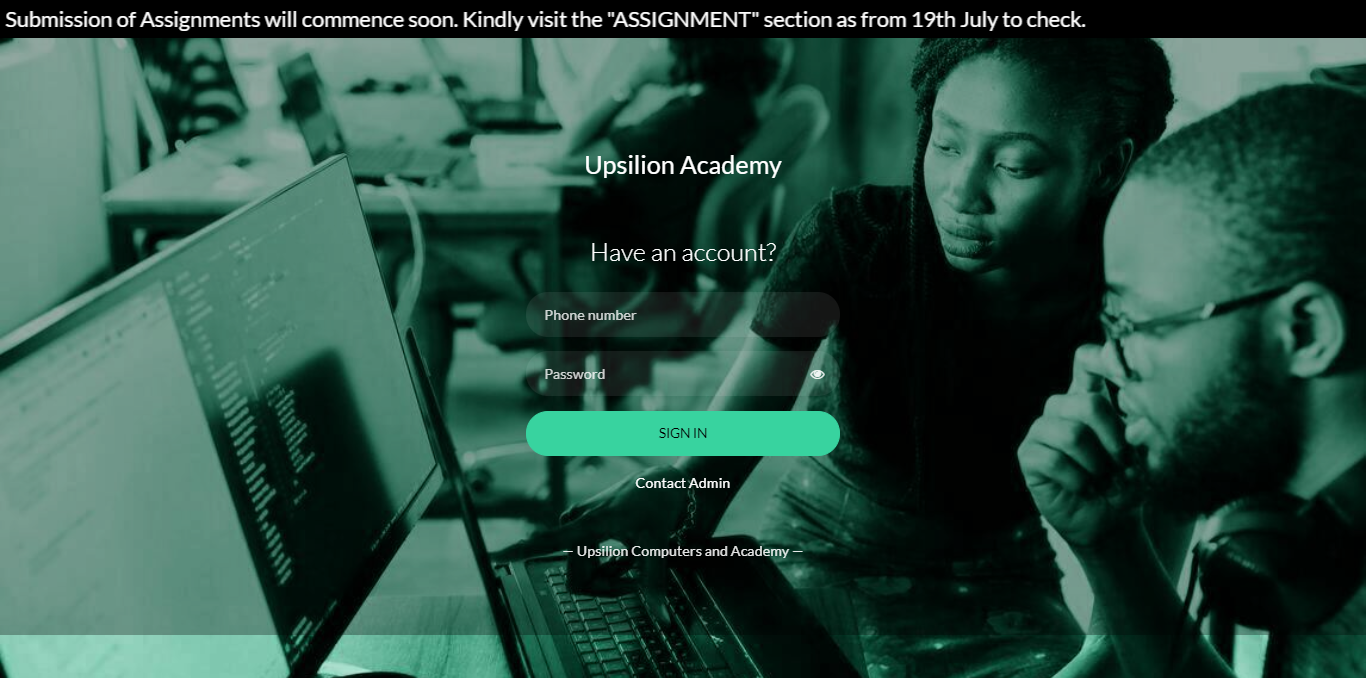 Submission of Assignments will commence soon. Kindly visit the "ASSIGNMENT" section as from 19th July to check.
Upsilion Academy
Have an account?
Phone number
Password
SIGN IN
Contact Admin
— Upsilion Computers and Academy —